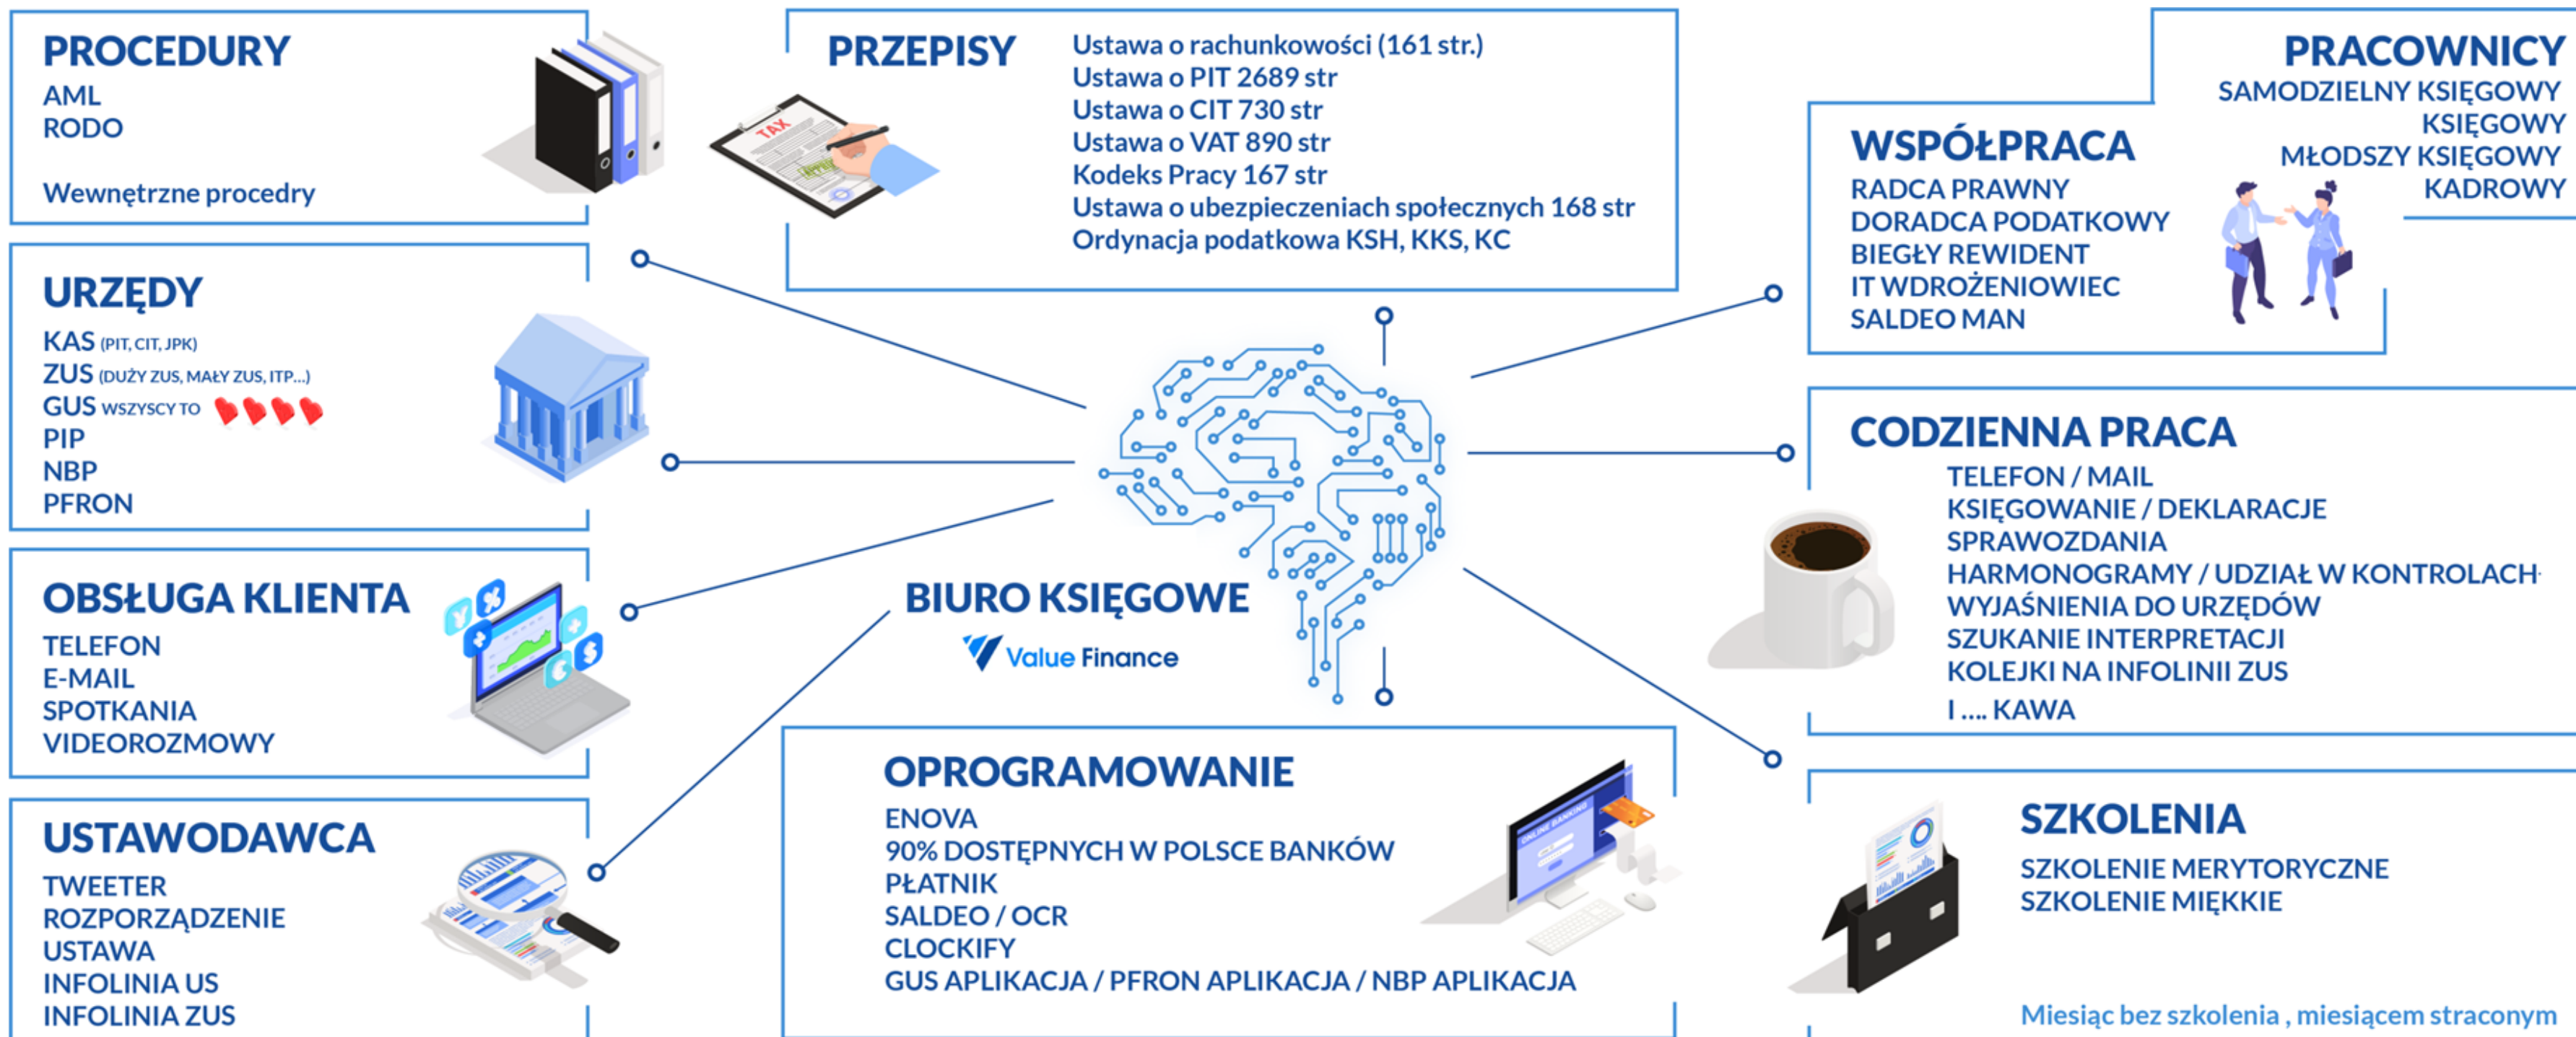 PROCEDURY
AML
RODO
Wewnętrzne procedry
PRZEPISY
Ustawa o rachunkowości (161 str.)
Ustawa o PIT 2689 str
Ustawa o CIT 730 str
Ustawa o VAT 890 str
Kodeks Pracy 167 str
Ustawa o ubezpieczeniach społecznych 168 str
Ordynacja podatkowa KSH, KKS, KC
TAX
PRACOWNICY
SAMODZIELNY KSIĘGOWY
KSIĘGOWY
MŁODSZY KSIĘGOWY
KADROWY
WSPÓŁPRACA
RADCA PRAWNY
DORADCA PODATKOWY
BIEGŁY REWIDENT
IT WDROŻENIOWIEC
SALDEO MAN
URZĘDY
KAS (PIT, CIT, JPK)
ZUS (DUŻY ZUS, MAŁY ZUS, ITP...)
GUS WSZYSCY TO
PIP
NBP
PFRON
CODZIENNA PRACA
TELEFON / MAIL
KSIĘGOWANIE / DEKLARACJE
SPRAWOZDANIA
HARMONOGRAMY / UDZIAŁ W KONTROLACH
WYJAŚNIENIA DO URZĘDÓW
SZUKANIE INTERPRETACJI
KOLEJKI NA INFOLINII ZUS
I .... KAWA
OBSŁUGA KLIENTA
TELEFON
E-MAIL
SPOTKANIA
VIDEOROZMOWY
BIURO KSIĘGOWE
Value Finance
USTAWODAWCA
TWEETER
ROZPORZĄDZENIE
USTAWA
INFOLINIA US
INFOLINIA ZUS
OPROGRAMOWANIE
ENOVA
90% DOSTĘPNYCH W POLSCE BANKÓW
PŁATNIK
SALDEO / OCR
CLOCKIFY
GUS APLIKACJA / PFRON APLIKACJA / NBP APLIKACJA
ONLINE BANKING
SZKOLENIA
SZKOLENIE MERYTORYCZNE
SZKOLENIE MIĘKKIE
Miesiąc bez szkolenia , miesiącem straconym